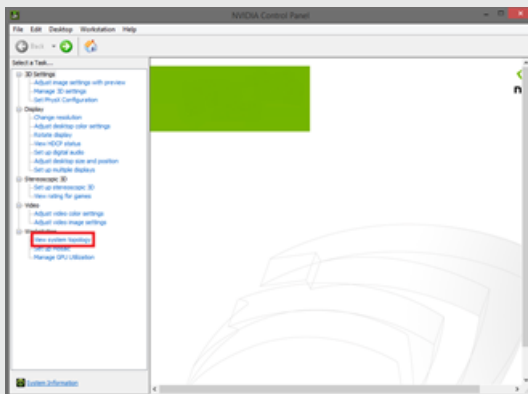 NVIDIA Control Panel
File Edit Desktop Workstation Help
Back
Select a Task...
3D Settings
Adjust image settings with preview
Manage 3D settings
Set PhysX Configuration
Display
Change resolution
Adjust desktop color settings
Rotate display
View HDCP status
Set up digital audio
Adjust desktop size and position
Set up multiple displays
Stereoscopic 3D
Set up stereoscopic 3D
View rating for games
Video
Adjust video color settings
Adjust video image settings
Workstation
View system topology
Set up Mosaic
Manage GPU Utilization
System Information
n